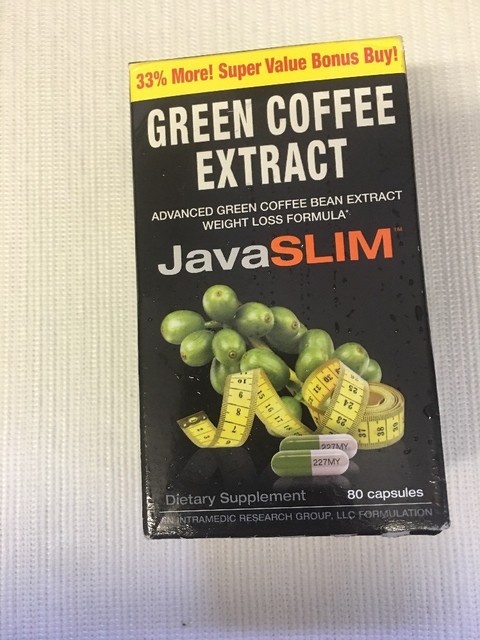 33% More! Super Value Bonus Buy!
GREEN COFFEE
EXTRACT
ADVANCED GREEN COFFEE BEAN EXTRACT
WEIGHT LOSS FORMULA*
JavaSLIM™
227MY
227MY
Dietary Supplement 80 capsules
AN INTRAMEDIC RESEARCH GROUP, LLC FORMULATION